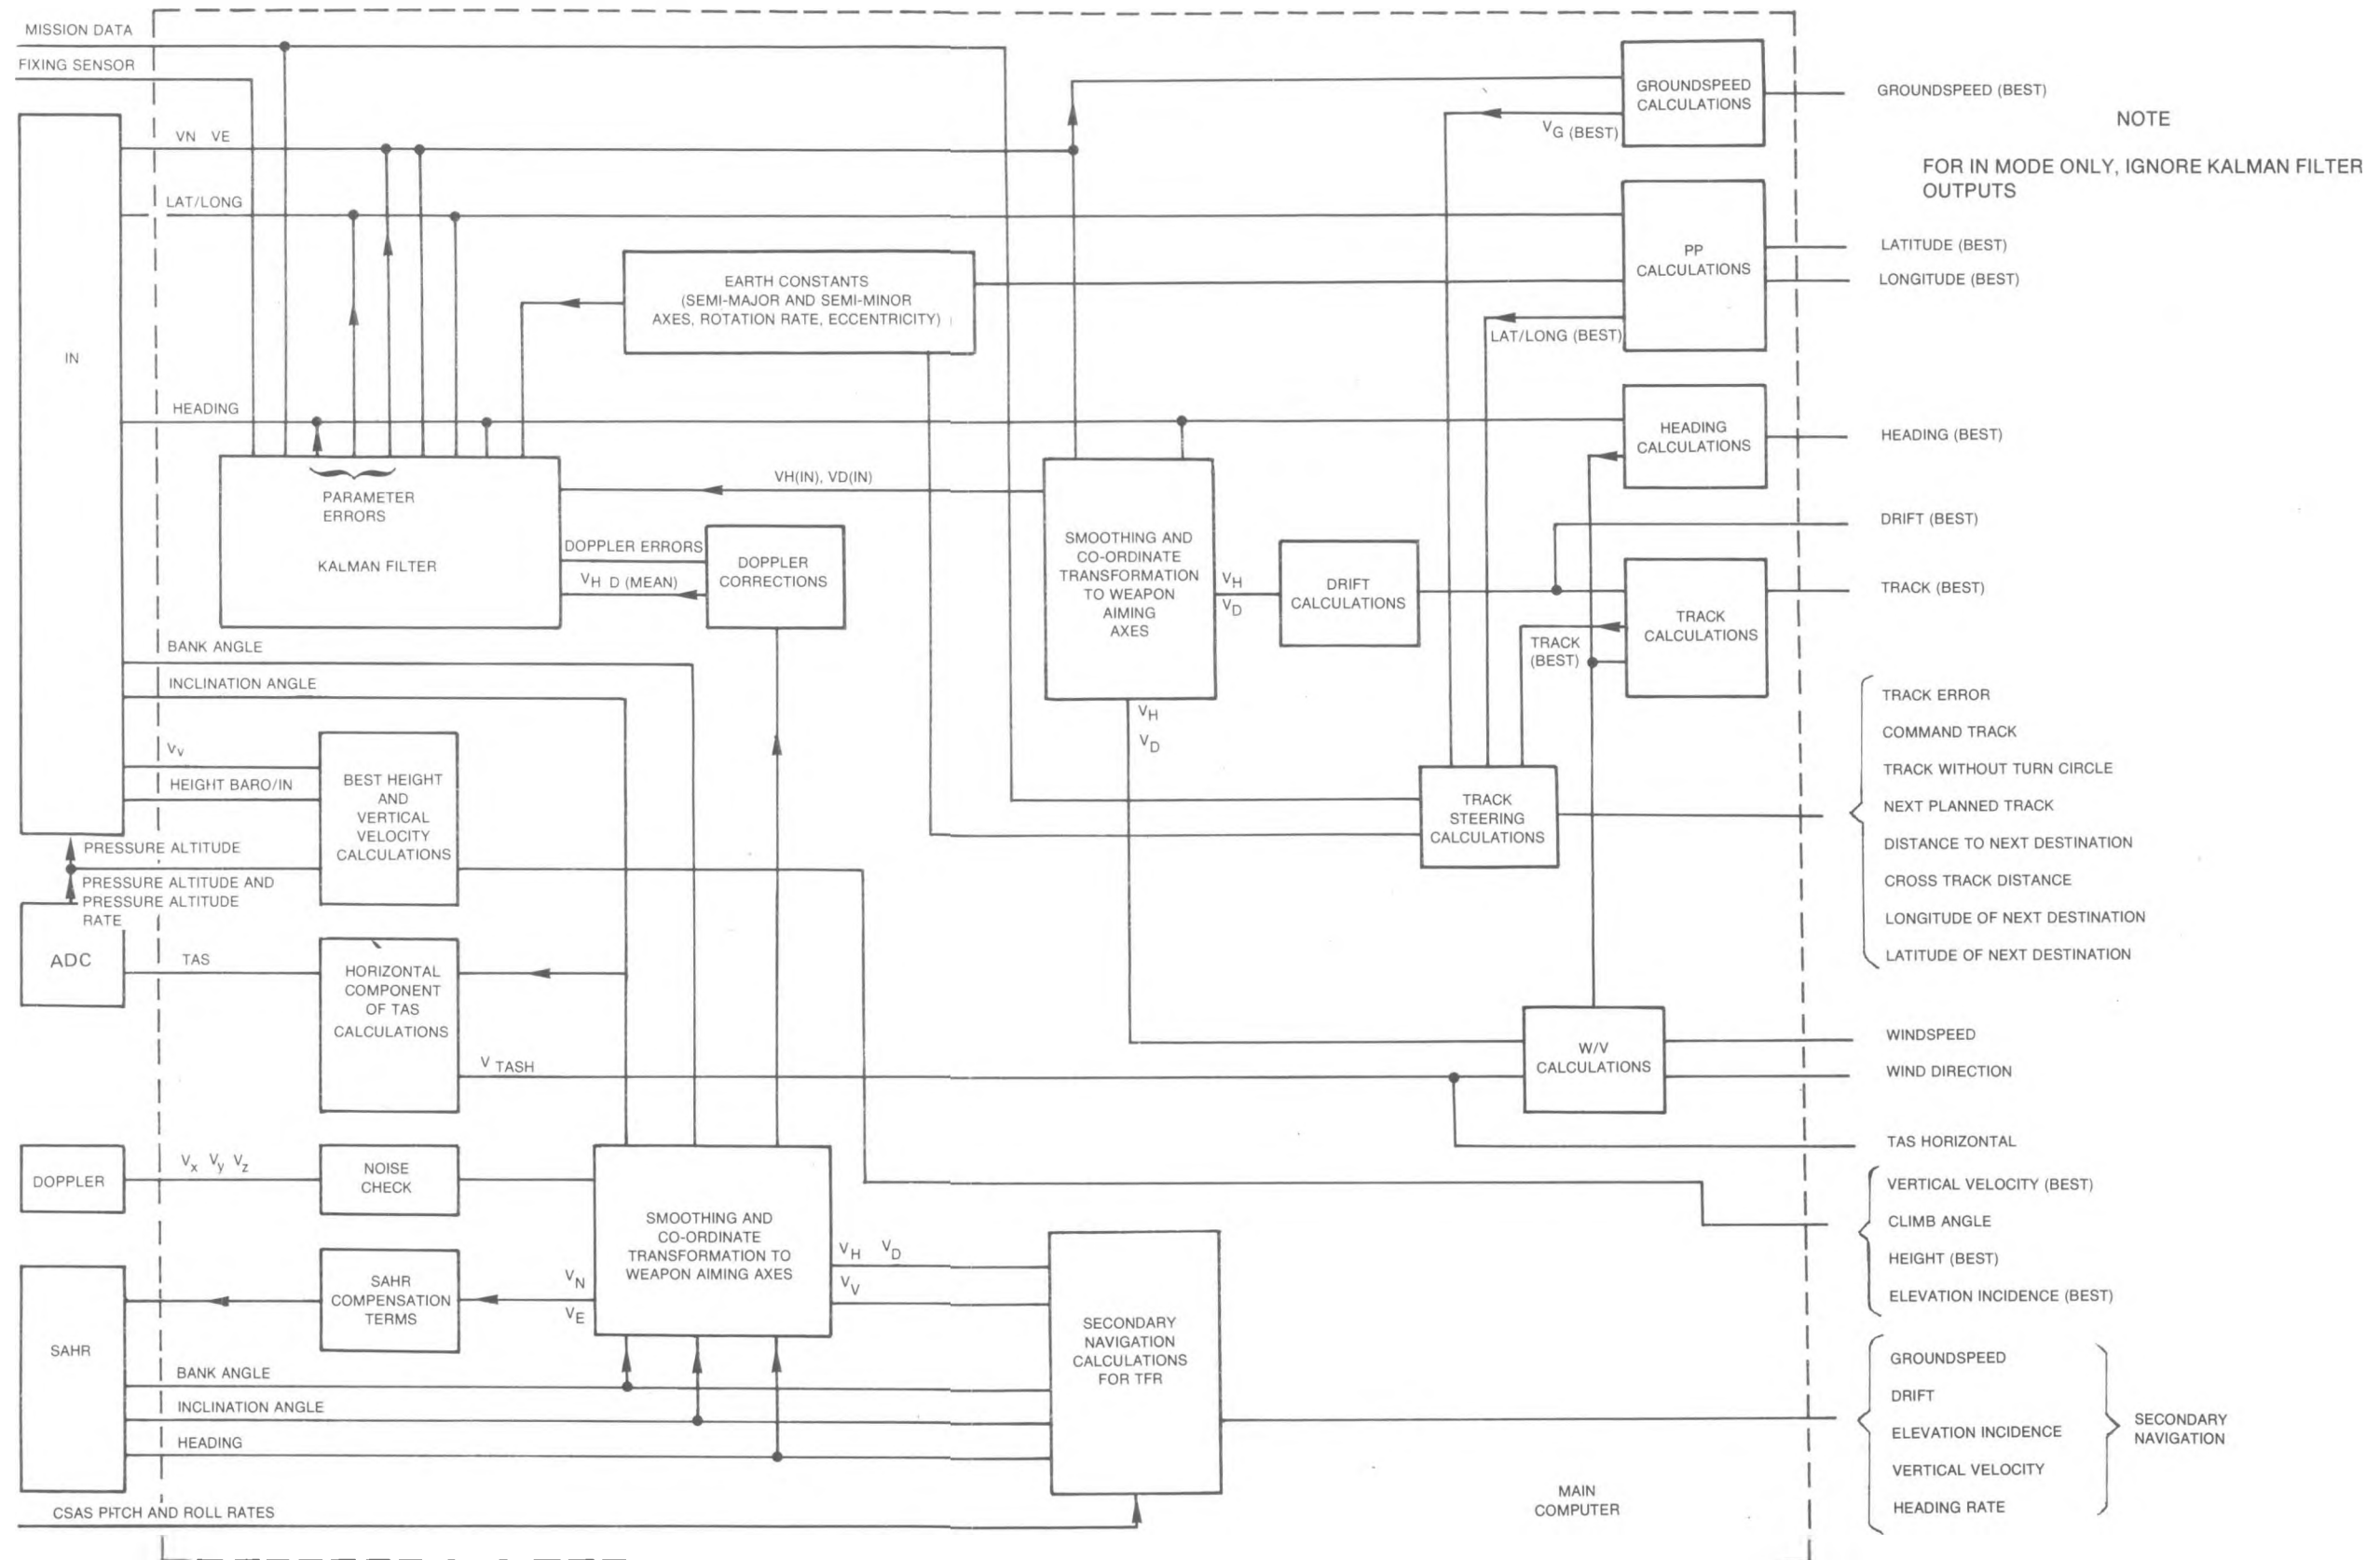 MISSION DATA
FIXING SENSOR
IN
VN VE
LAT/LONG
HEADING
EARTH CONSTANTS
(SEMI-MAJOR AND SEMI-MINOR
AXES, ROTATION RATE, ECCENTRICITY)
GROUNDSPEED
CALCULATIONS
VG (BEST)
GROUNDSPEED (BEST)
NOTE
FOR IN MODE ONLY, IGNORE KALMAN FILTER
OUTPUTS
PP
CALCULATIONS
LAT/LONG (BEST)
LATITUDE (BEST)
LONGITUDE (BEST)
HEADING
CALCULATIONS
HEADING (BEST)
PARAMETER
ERRORS
KALMAN FILTER
VH(IN), VD(IN)
DOPPLER ERRORS
VH D (MEAN)
DOPPLER
CORRECTIONS
SMOOTHING AND
CO-ORDINATE
TRANSFORMATION
TO WEAPON
AIMING
AXES
VH
VD
DRIFT
CALCULATIONS
DRIFT (BEST)
TRACK (BEST)
TRACK
CALCULATIONS
TRACK
(BEST)
BANK ANGLE
INCLINATION ANGLE
VV
HEIGHT BARO/IN
BEST HEIGHT
AND
VERTICAL
VELOCITY
CALCULATIONS
VH
VD
TRACK
STEERING
CALCULATIONS
TRACK ERROR
COMMAND TRACK
TRACK WITHOUT TURN CIRCLE
NEXT PLANNED TRACK
DISTANCE TO NEXT DESTINATION
CROSS TRACK DISTANCE
LONGITUDE OF NEXT DESTINATION
LATITUDE OF NEXT DESTINATION
PRESSURE ALTITUDE
PRESSURE ALTITUDE AND
PRESSURE ALTITUDE
RATE
ADC
TAS
HORIZONTAL
COMPONENT
OF TAS
CALCULATIONS
V TASH
W/V
CALCULATIONS
WINDSPEED
WIND DIRECTION
TAS HORIZONTAL
DOPPLER
Vx Vy Vz
NOISE
CHECK
SMOOTHING AND
CO-ORDINATE
TRANSFORMATION TO
WEAPON AIMING AXES
VERTICAL VELOCITY (BEST)
CLIMB ANGLE
HEIGHT (BEST)
ELEVATION INCIDENCE (BEST)
SAHR
SAHR
COMPENSATION
TERMS
VN
VE
VH VD
VV
SECONDARY
NAVIGATION
CALCULATIONS
FOR TFR
BANK ANGLE
INCLINATION ANGLE
HEADING
CSAS PITCH AND ROLL RATES
MAIN
COMPUTER
GROUNDSPEED
DRIFT
ELEVATION INCIDENCE
VERTICAL VELOCITY
HEADING RATE
SECONDARY
NAVIGATION